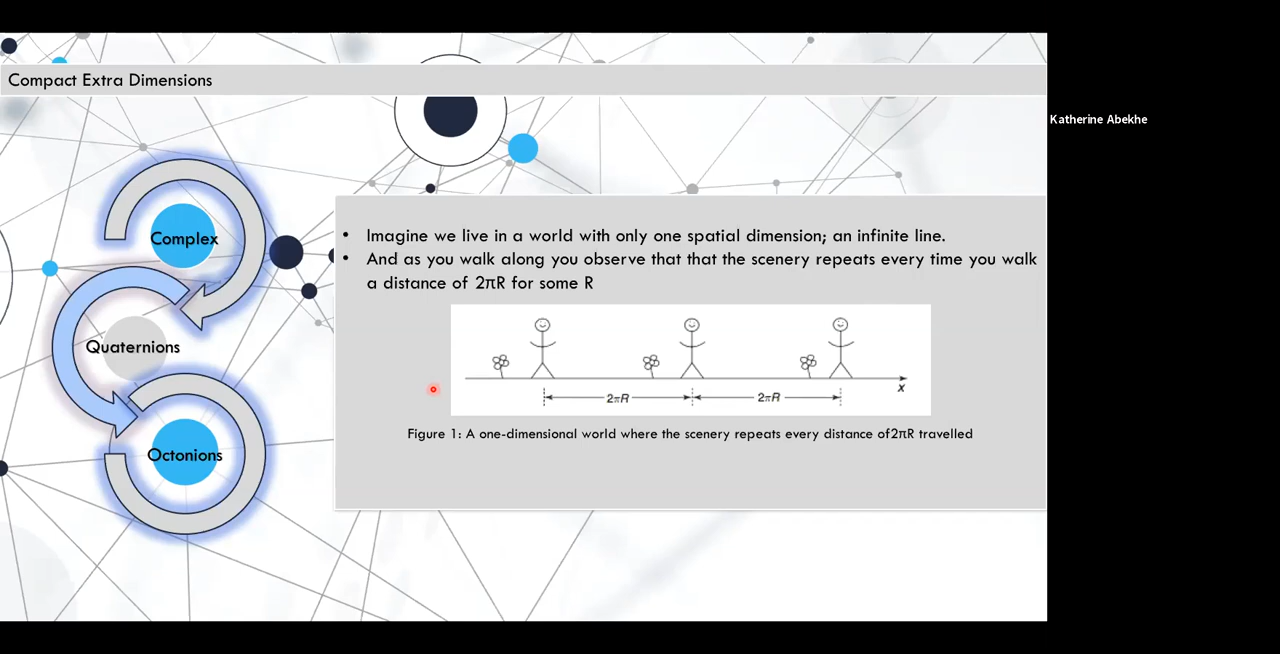 Compact Extra Dimensions
Katherine Abekhe
Complex
Quaternions
Octonions
• Imagine we live in a world with only one spatial dimension; an infinite line.
• And as you walk along you observe that that the scenery repeats every time you walk
a distance of 2πR for some R
2πR 2πR x
Figure 1: A one-dimensional world where the scenery repeats every distance of2πR travelled